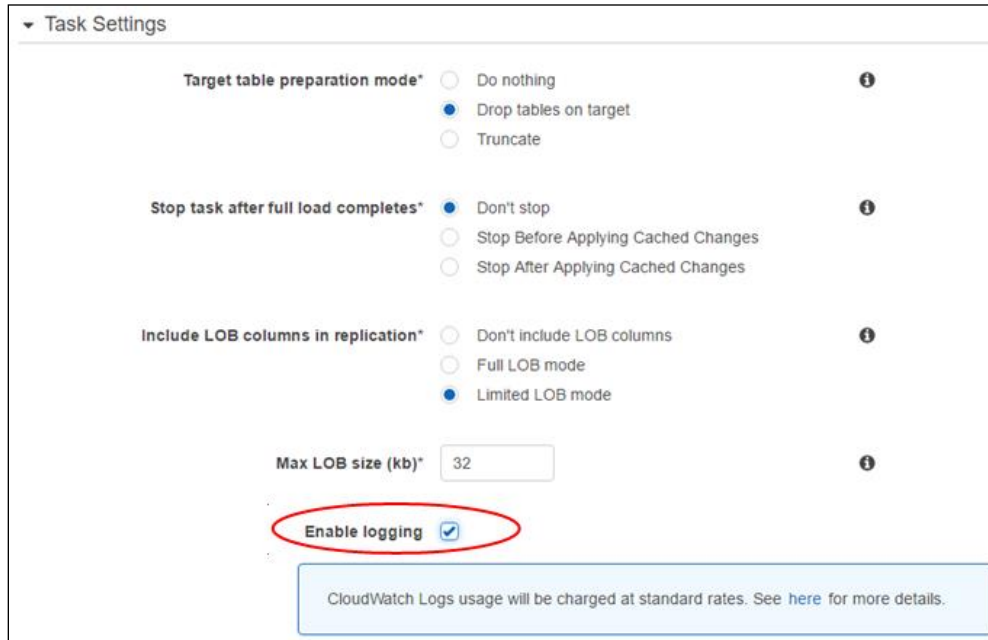 Task Settings
Target table preparation mode* Do nothing
Drop tables on target
Truncate
Stop task after full load completes* Don't stop
Stop Before Applying Cached Changes
Stop After Applying Cached Changes
Include LOB columns in replication* Don't include LOB columns
Full LOB mode
Limited LOB mode
Max LOB size (kb)* 32
Enable logging
CloudWatch Logs usage will be charged at standard rates. See here for more details.